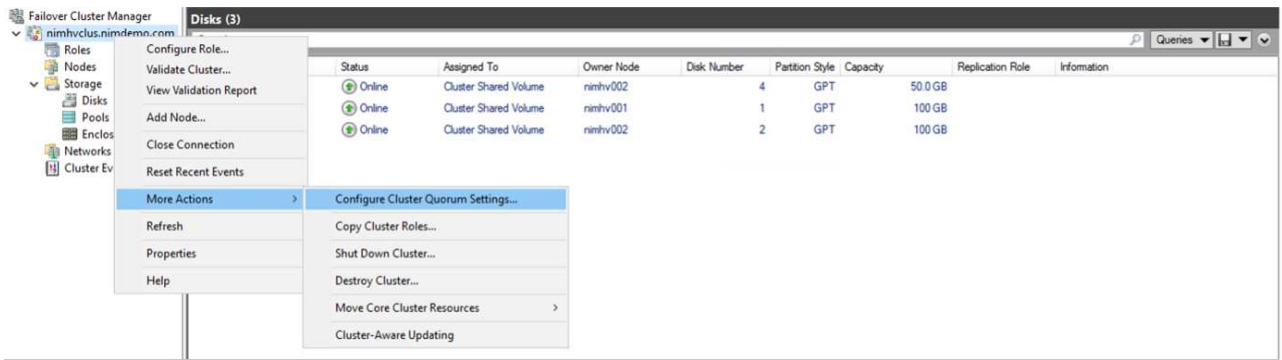 Failover Cluster Manager
nimhvclus.nimdemo.com
Roles
Nodes
Storage
Disks
Pools
Enclos
Networks
Cluster Ev
Configure Role...
Validate Cluster...
View Validation Report
Add Node...
Close Connection
Reset Recent Events
More Actions
Refresh
Properties
Help
Configure Cluster Quorum Settings...
Copy Cluster Roles...
Shut Down Cluster...
Destroy Cluster...
Move Core Cluster Resources
Cluster-Aware Updating
Disks (3)
Queries
Status Assigned To Owner Node Disk Number Partition Style Capacity Replication Role Information
Online Cluster Shared Volume nimhv002 4 GPT 50.0 GB
Online Cluster Shared Volume nimhv001 1 GPT 100 GB
Online Cluster Shared Volume nimhv002 2 GPT 100 GB